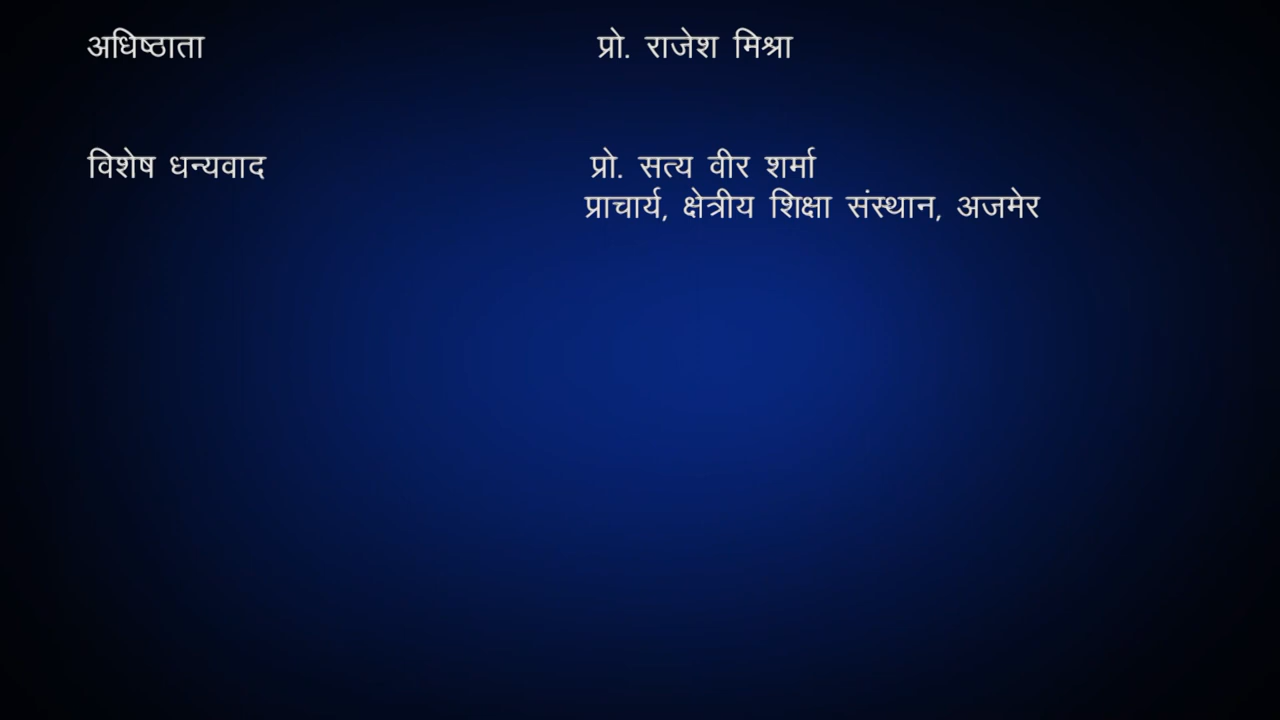 अधिष्ठाता प्रो. राजेश मिश्रा
विशेष धन्यवाद प्रो. सत्य वीर शर्मा
प्राचार्य, क्षेत्रीय शिक्षा संस्थान, अजमेर